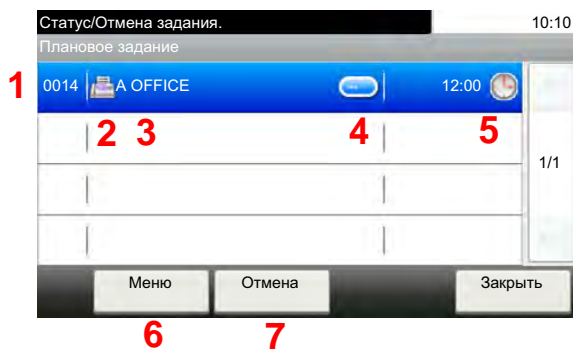 Статус/Отмена задания. 10:10
Плановое задание
1 0014 A OFFICE 12:00
2 3 4 5
1/1
Меню Отмена Закрыть
6 7